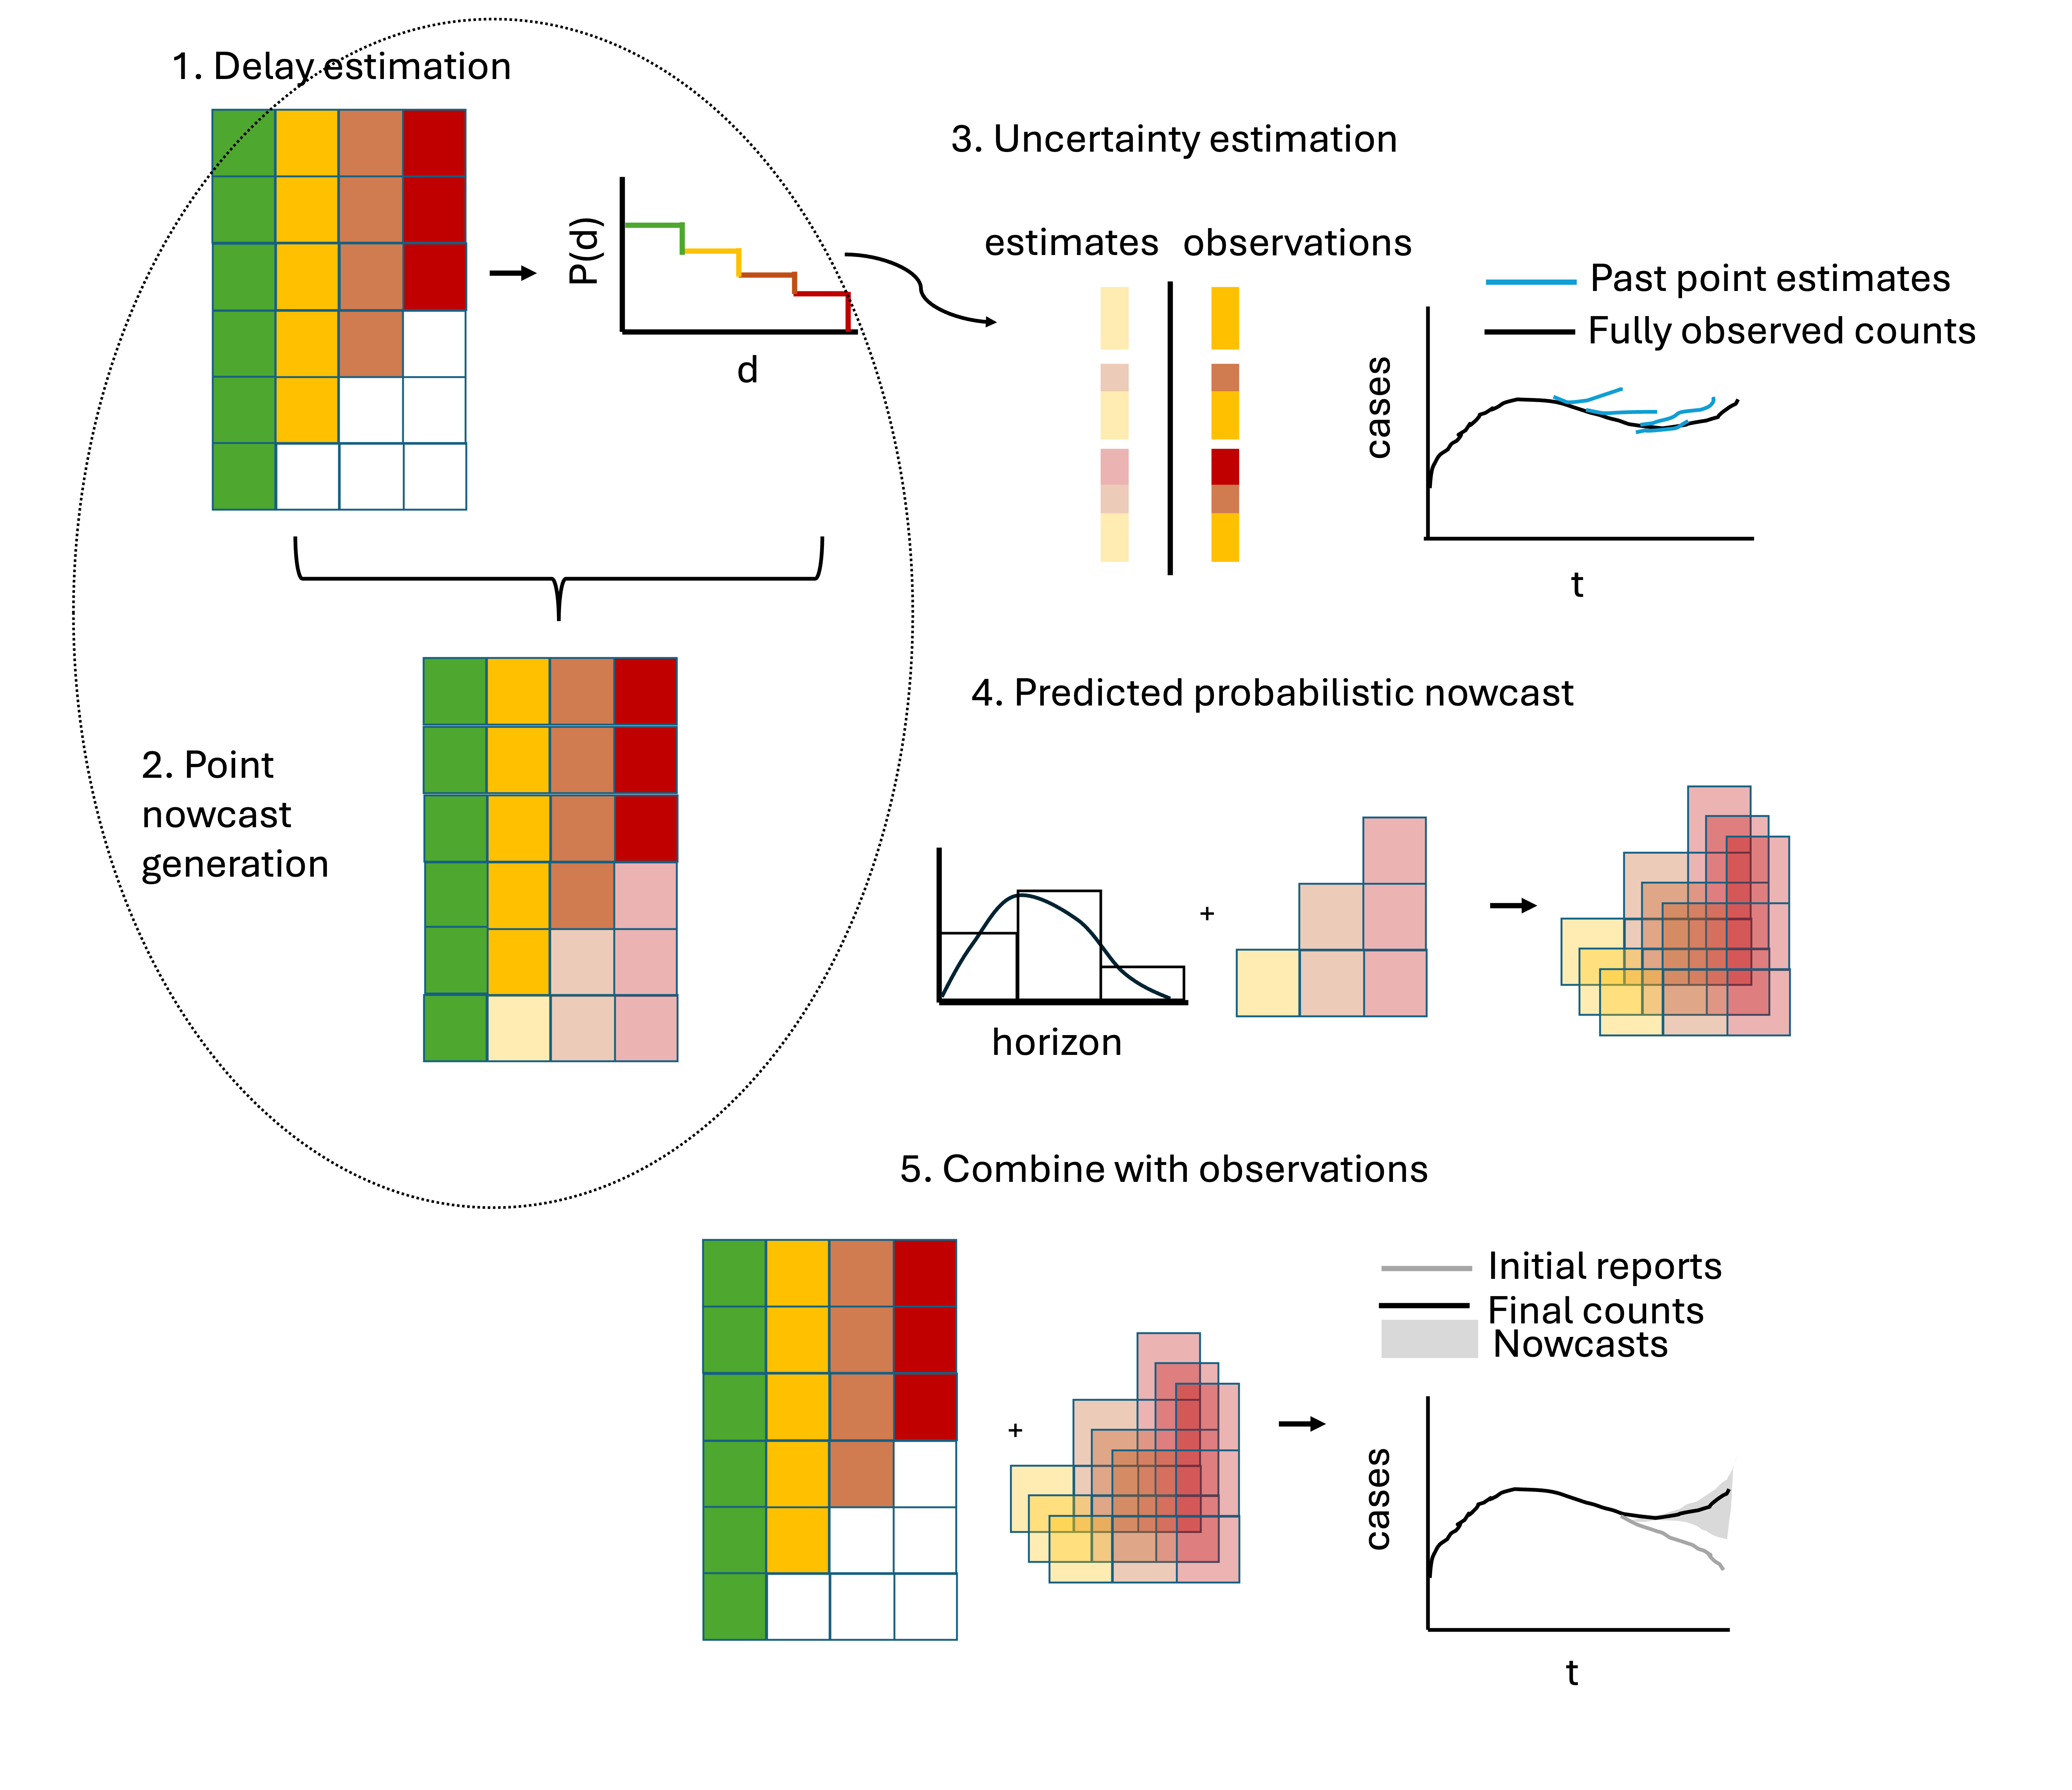 1. Delay estimation
P(d)
d
2. Point
nowcast
generation
3. Uncertainty estimation
estimates observations
Past point estimates
Fully observed counts
cases
t
4. Predicted probabilistic nowcast
+
horizon
5. Combine with observations
+
Initial reports
Final counts
Nowcasts
cases
t